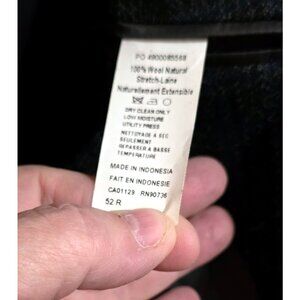 PO 4900085568
100% Wool Natural
Stretch-Laine
Naturellement Extensible
DRY CLEAN ONLY
LOW MOISTURE
UTILITY PRESS
NETTOYAGE A SEC
SEULEMENT
REPASSER A BASSE
TEMPERATURE
MADE IN INDONESIA
FAIT EN INDONESIE
CA01129 RN90736
52 R